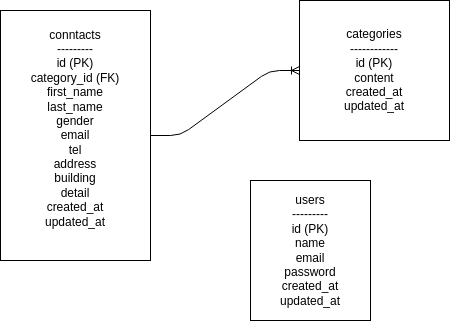 conntacts
---------
id (PK)
category_id (FK)
first_name
last_name
gender
email
tel
address
building
detail
created_at
updated_at
categories
------------
id (PK)
content
created_at
updated_at
users
---------
id (PK)
name
email
password
created_at
updated_at